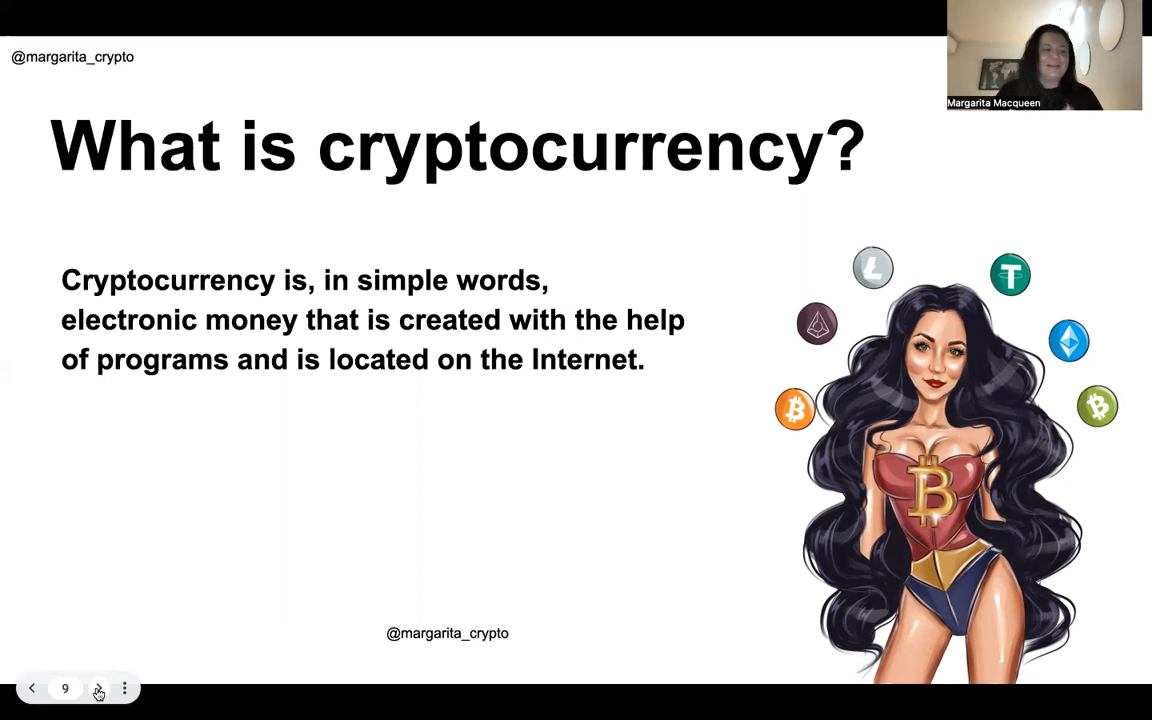 @margarita_crypto
Margarita Macqueen
What is cryptocurrency?
Cryptocurrency is, in simple words,
electronic money that is created with the help
of programs and is located on the Internet.
@margarita_crypto
9